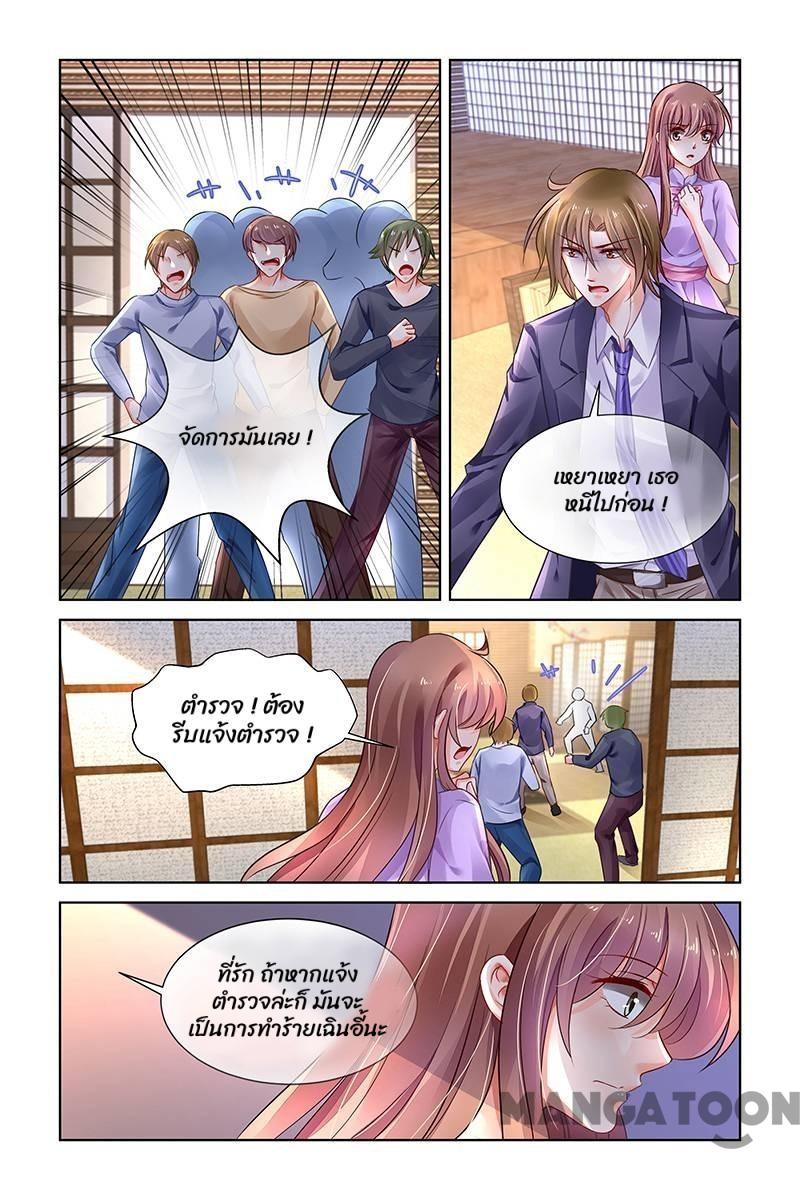 จัดการมันเลย !
เหยาเหยา เธอ
หนีไปก่อน !
ตำรวจ ! ต้อง
รีบแจ้งตำรวจ !
ที่รัก ถ้าหากแจ้ง
ตำรวจล่ะก็ มันจะ
เป็นการทำร้ายเฉินอี้นะ
MANGATOON